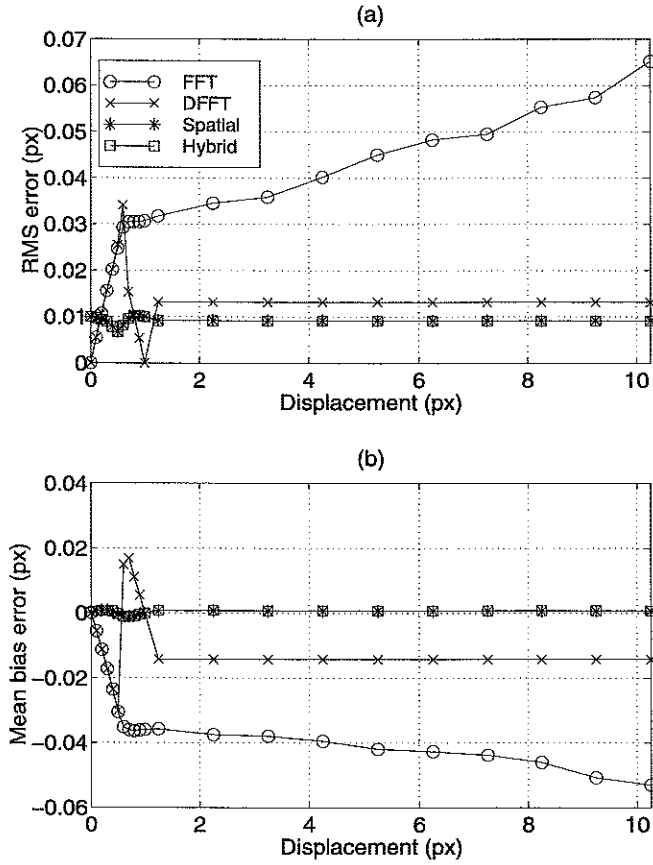 (a)
0.07
0.06
0.05
0.04
0.03
0.02
0.01
0
RMS error (px)
FFT
DFFT
Spatial
Hybrid
0 2 4 6 8 10
Displacement (px)
(b)
0.04
0.02
0
−0.02
−0.04
−0.06
Mean bias error (px)
0 2 4 6 8 10
Displacement (px)